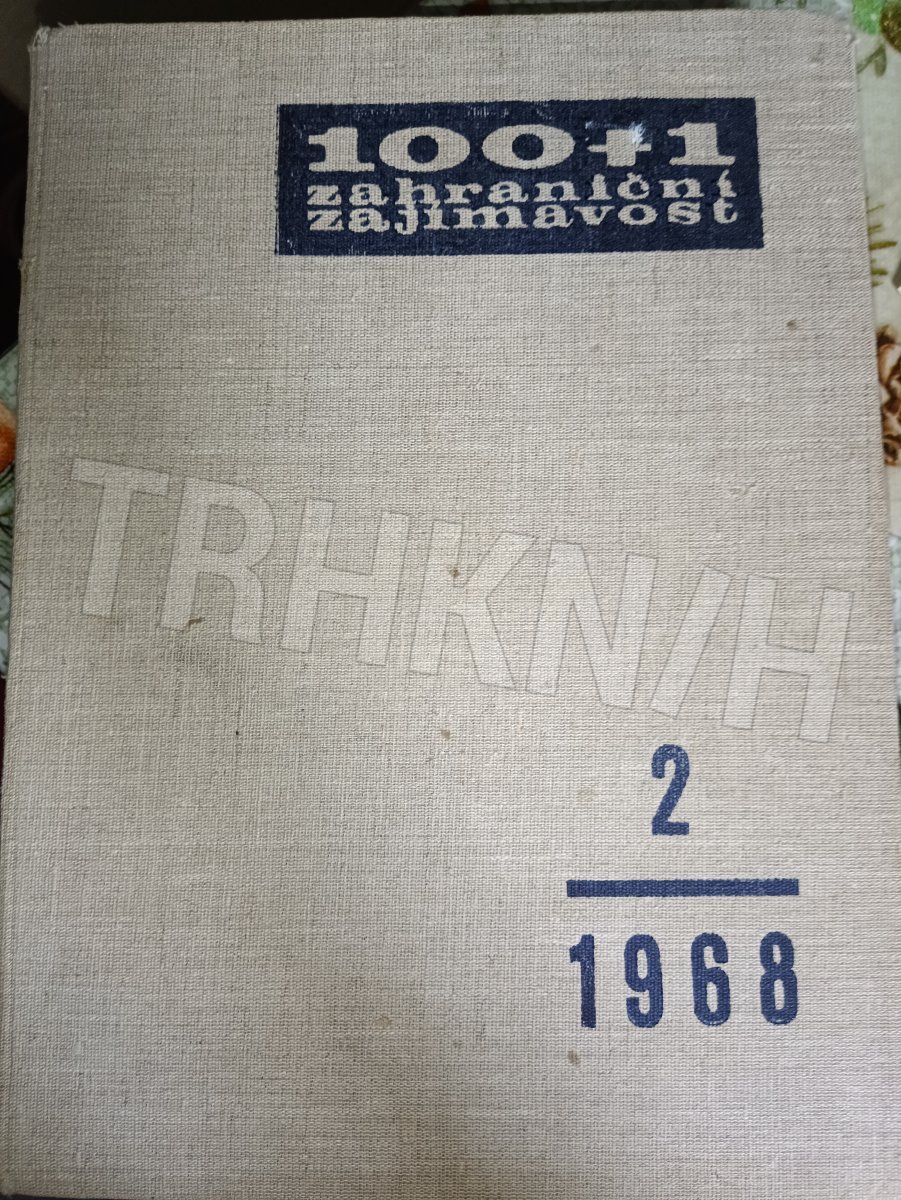 100+1
zahraniční
zajímavost
TRHKNIH
2
1968